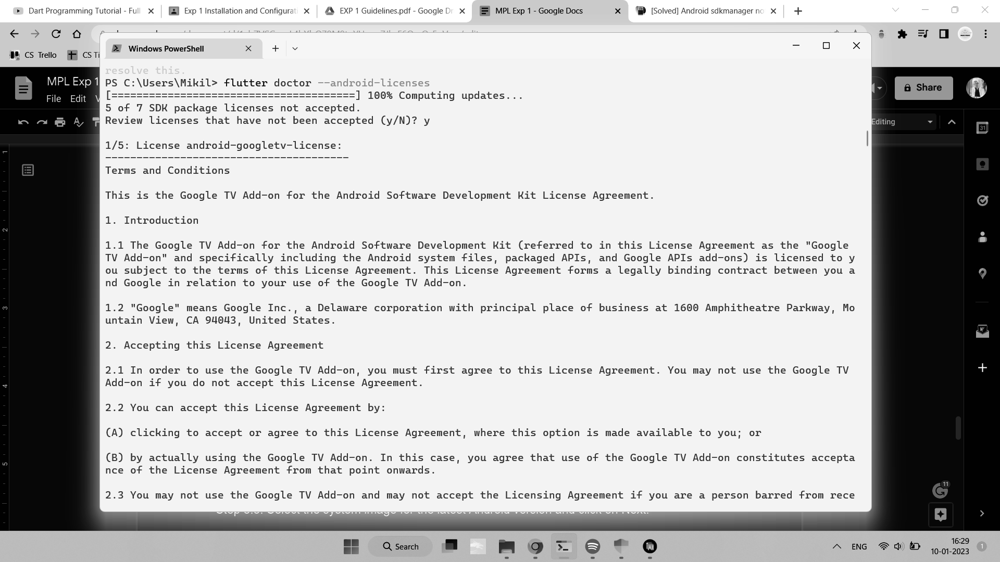 Dart Programming Tutorial - Full
Exp 1 Installation and Configurati
EXP 1 Guidelines.pdf - Google Dr
MPL Exp 1 - Google Docs
[Solved] Android sdkmanager no
CS Trello
CS Ti
MPL Exp 1
File Edit V
Share
Editing
Windows PowerShell
resolve this.
PS C:\Users\Mikil> flutter doctor --android-licenses
[=======================================] 100% Computing updates...
5 of 7 SDK package licenses not accepted.
Review licenses that have not been accepted (y/N)? y
1/5: License android-googletv-license:
---------------------------------------
Terms and Conditions
This is the Google TV Add-on for the Android Software Development Kit License Agreement.
1. Introduction
1.1 The Google TV Add-on for the Android Software Development Kit (referred to in this License Agreement as the "Google
TV Add-on" and specifically including the Android system files, packaged APIs, and Google APIs add-ons) is licensed to y
ou subject to the terms of this License Agreement. This License Agreement forms a legally binding contract between you a
nd Google in relation to your use of the Google TV Add-on.
1.2 "Google" means Google Inc., a Delaware corporation with principal place of business at 1600 Amphitheatre Parkway, Mo
untain View, CA 94043, United States.
2. Accepting this License Agreement
2.1 In order to use the Google TV Add-on, you must first agree to this License Agreement. You may not use the Google TV
Add-on if you do not accept this License Agreement.
2.2 You can accept this License Agreement by:
(A) clicking to accept or agree to this License Agreement, where this option is made available to you; or
(B) by actually using the Google TV Add-on. In this case, you agree that use of the Google TV Add-on constitutes accepta
nce of the License Agreement from that point onwards.
2.3 You may not use the Google TV Add-on and may not accept the Licensing Agreement if you are a person barred from rece
Select the system image for the latest Android version and click on Next.
1
2
3
4
5
31
11
Search
ENG
16:29
10-01-2023
1